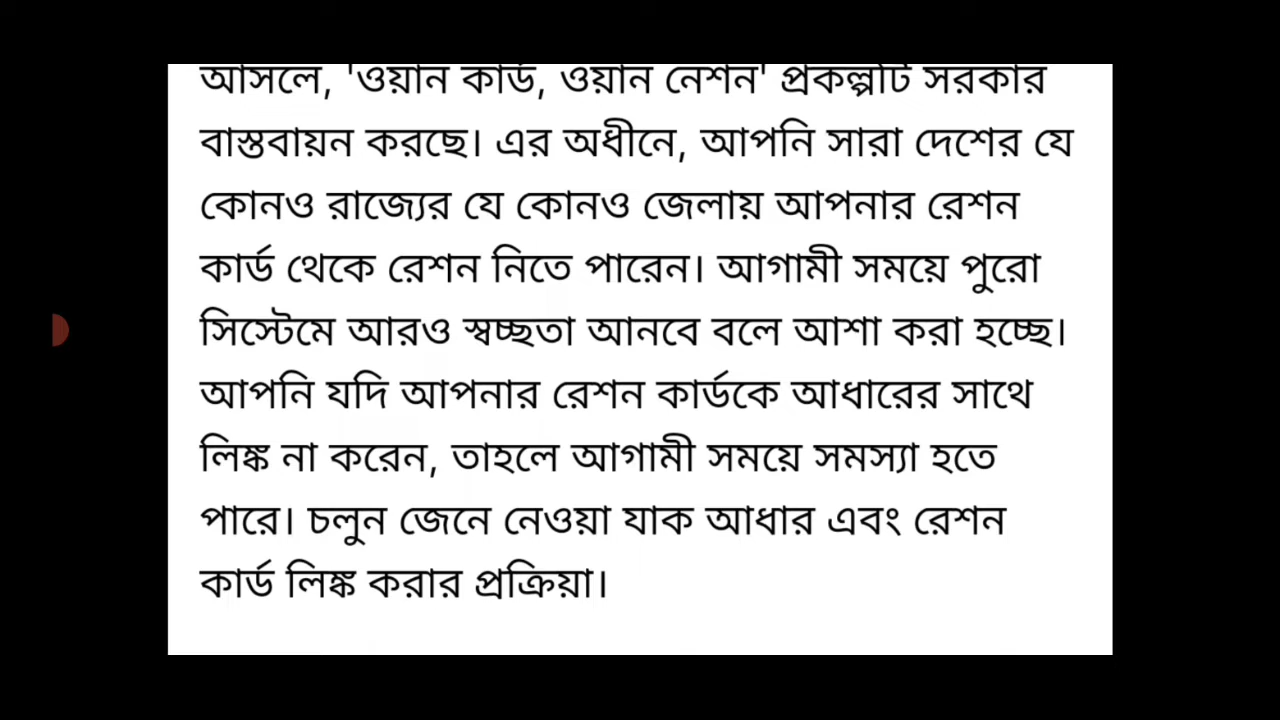 আসলে, 'ওয়ান কার্ড, ওয়ান নেশন' প্রকল্পটি সরকার
বাস্তবায়ন করছে। এর অধীনে, আপনি সারা দেশের যে
কোনও রাজ্যের যে কোনও জেলায় আপনার রেশন
কার্ড থেকে রেশন নিতে পারেন। আগামী সময়ে পুরো
সিস্টেমে আরও স্বচ্ছতা আনবে বলে আশা করা হচ্ছে।
আপনি যদি আপনার রেশন কার্ডকে আধারের সাথে
লিঙ্ক না করেন, তাহলে আগামী সময়ে সমস্যা হতে
পারে। চলুন জেনে নেওয়া যাক আধার এবং রেশন
কার্ড লিঙ্ক করার প্রক্রিয়া।